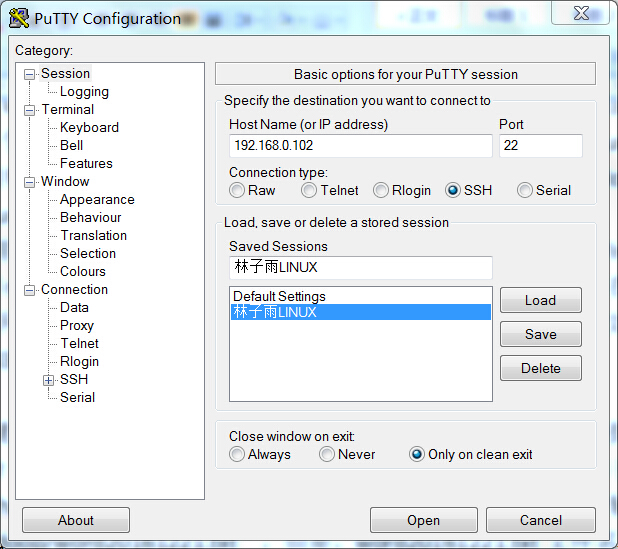 PuTTY Configuration
Category:
Session
Logging
Terminal
Keyboard
Bell
Features
Window
Appearance
Behaviour
Translation
Selection
Colours
Connection
Data
Proxy
Telnet
Rlogin
SSH
Serial
Basic options for your PuTTY session
Specify the destination you want to connect to
Host Name (or IP address) Port
192.168.0.102 22
Connection type:
Raw Telnet Rlogin SSH Serial
Load, save or delete a stored session
Saved Sessions
林子雨LINUX
Default Settings
林子雨LINUX
Load
Save
Delete
Close window on exit:
Always Never Only on clean exit
About Open Cancel